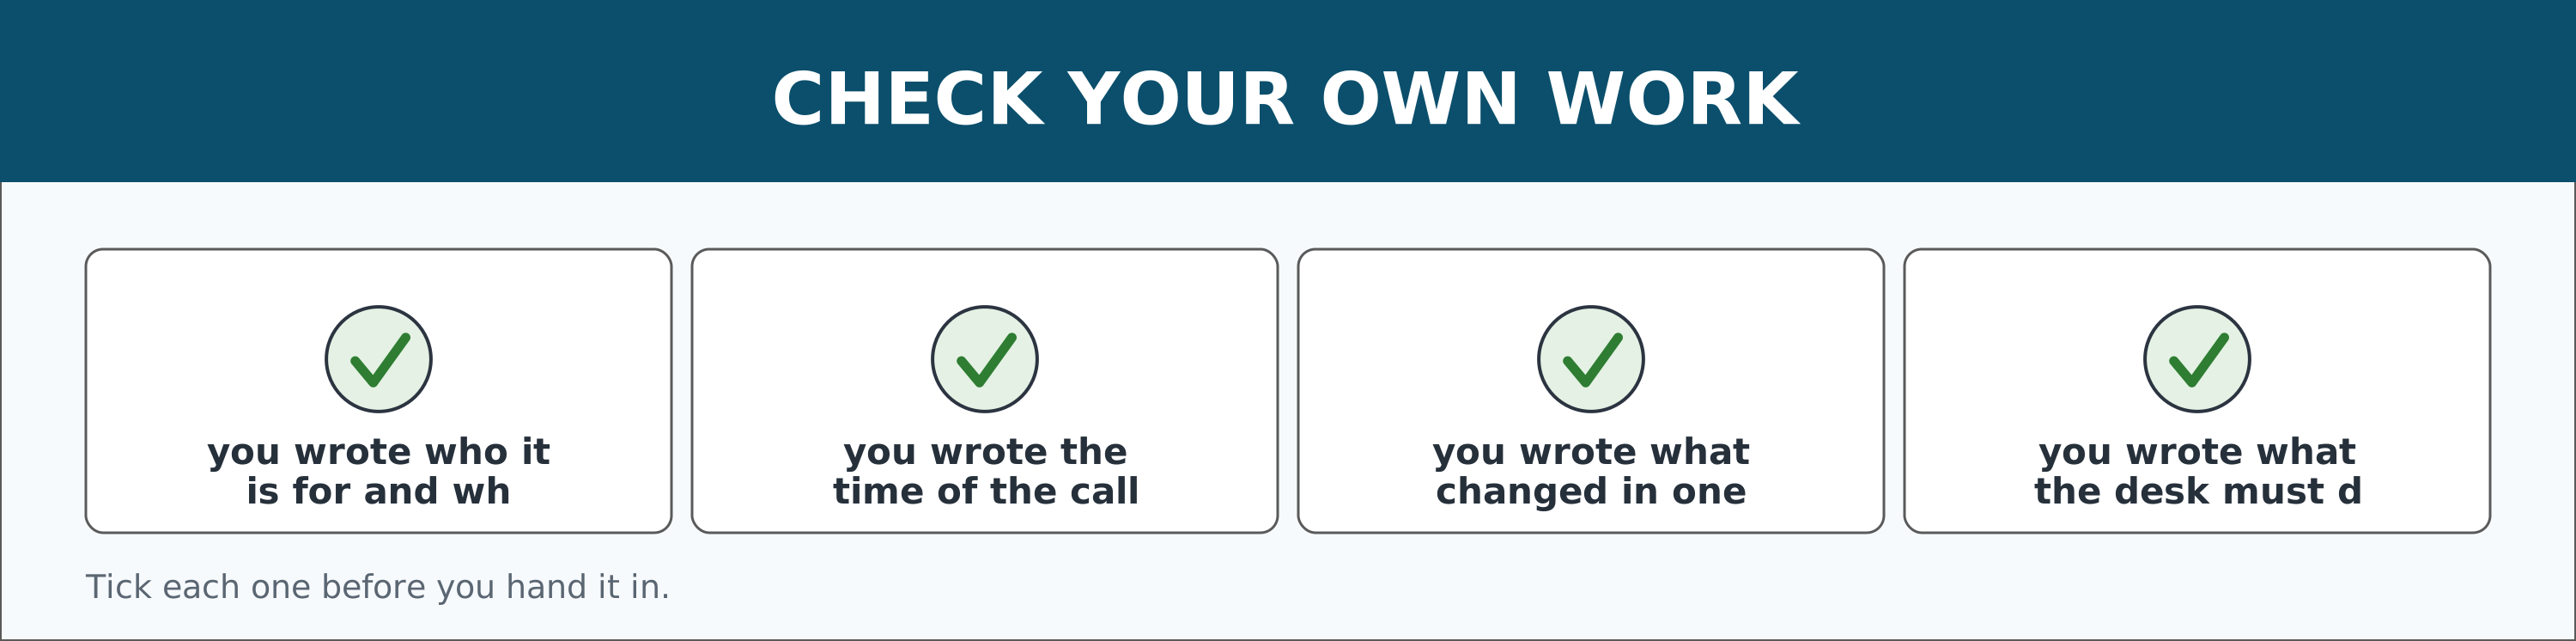 CHECK YOUR OWN WORK
you wrote who it
is for and wh
you wrote the
time of the call
you wrote what
changed in one
you wrote what
the desk must d
Tick each one before you hand it in.